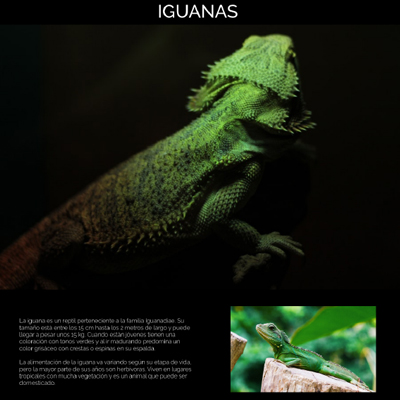 IGUANAS
La iguana es un reptil perteneciente a la familia Iguanadiae. Su
tamaño está entre los 15 cm hasta los 2 metros de largo y puede
llegar a pesar unos 15 kg. Cuando están jóvenes tienen una
coloración con tonos verdes y al ir madurando predomina un
color grisáceo con crestas o espinas en su espalda.
La alimentación de la iguana va variando según su etapa de vida,
pero la mayor parte de sus años son herbívoras. Viven en lugares
tropicales con mucha vegetación y es un animal que puede ser
domesticado.